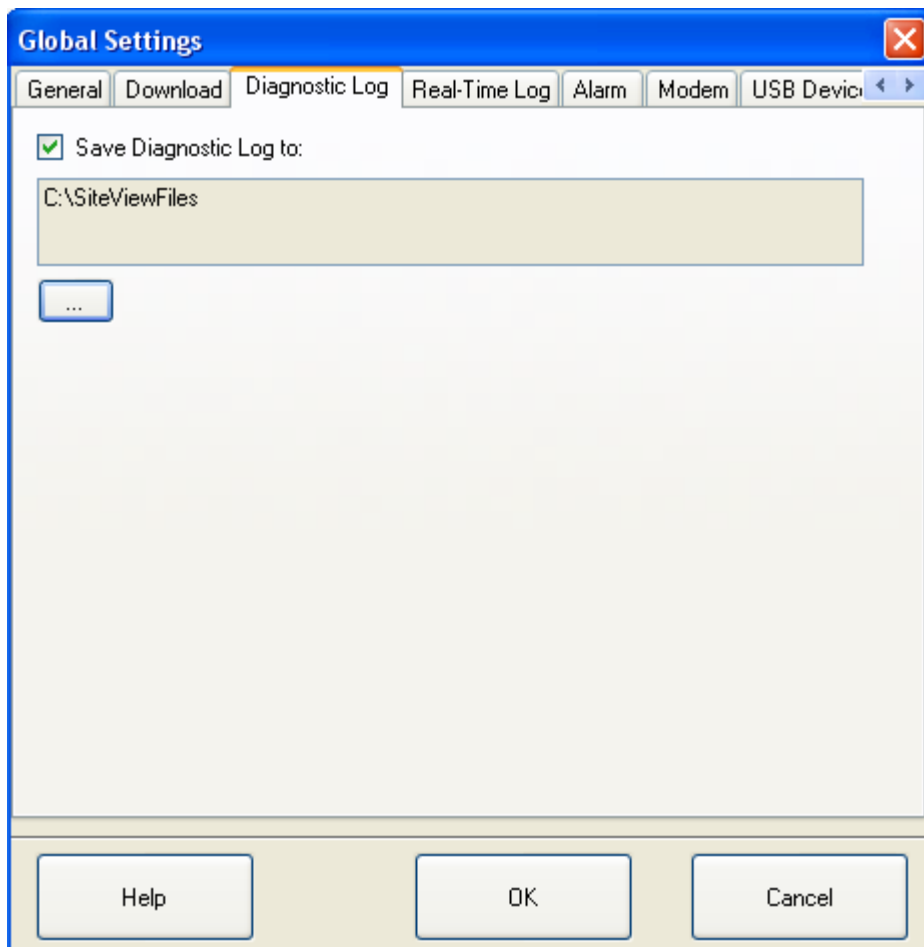 Global Settings
General Download Diagnostic Log Real-Time Log Alarm Modem USB
Save Diagnostic Log to:
C:\SiteViewFiles
...
Help OK Cancel